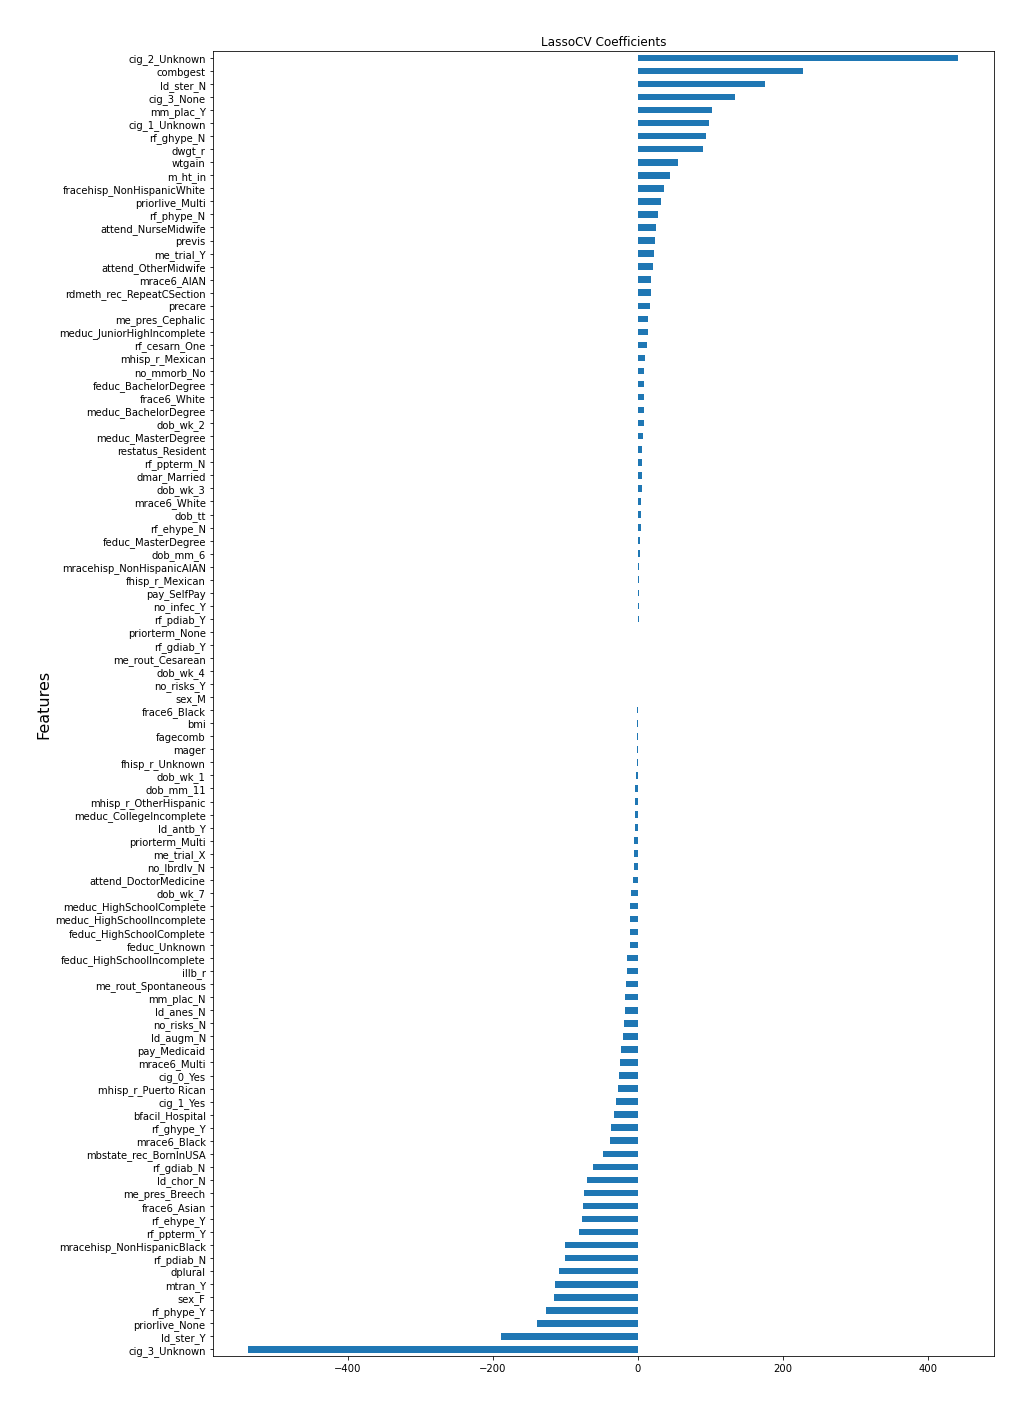 LassoCV Coefficients
cig_2_Unknown
combgest
ld_ster_N
cig_3_None
mm_plac_Y
cig_1_Unknown
rf_ghype_N
dwgt_r
wtgain
m_ht_in
fracehisp_NonHispanicWhite
priorlive_Multi
rf_phype_N
attend_NurseMidwife
previs
me_trial_Y
attend_OtherMidwife
mrace6_AIAN
rdmeth_rec_RepeatCSection
precare
me_pres_Cephalic
meduc_JuniorHighIncomplete
rf_cesarn_One
mhisp_r_Mexican
no_mmorb_No
feduc_BachelorDegree
frace6_White
meduc_BachelorDegree
dob_wk_2
meduc_MasterDegree
restatus_Resident
rf_ppterm_N
dmar_Married
dob_wk_3
mrace6_White
dob_tt
rf_ehype_N
feduc_MasterDegree
dob_mm_6
mracehisp_NonHispanicAIAN
fhisp_r_Mexican
pay_SelfPay
no_infec_Y
rf_pdiab_Y
priorterm_None
rf_gdiab_Y
me_rout_Cesarean
dob_wk_4
no_risks_Y
sex_M
frace6_Black
bmi
fagecomb
mager
fhisp_r_Unknown
dob_wk_1
dob_mm_11
mhisp_r_OtherHispanic
meduc_CollegeIncomplete
ld_antb_Y
priorterm_Multi
me_trial_X
no_lbrdlv_N
attend_DoctorMedicine
dob_wk_7
meduc_HighSchoolComplete
meduc_HighSchoolIncomplete
feduc_HighSchoolComplete
feduc_Unknown
feduc_HighSchoolIncomplete
illb_r
me_rout_Spontaneous
mm_plac_N
ld_anes_N
no_risks_N
ld_augm_N
pay_Medicaid
mrace6_Multi
cig_0_Yes
mhisp_r_Puerto Rican
cig_1_Yes
bfacil_Hospital
rf_ghype_Y
mrace6_Black
mbstate_rec_BornInUSA
rf_gdiab_N
ld_chor_N
me_pres_Breech
frace6_Asian
rf_ehype_Y
rf_ppterm_Y
mracehisp_NonHispanicBlack
rf_pdiab_N
dplural
mtran_Y
sex_F
rf_phype_Y
priorlive_None
ld_ster_Y
cig_3_Unknown
Features
−400 −200 0 200 400